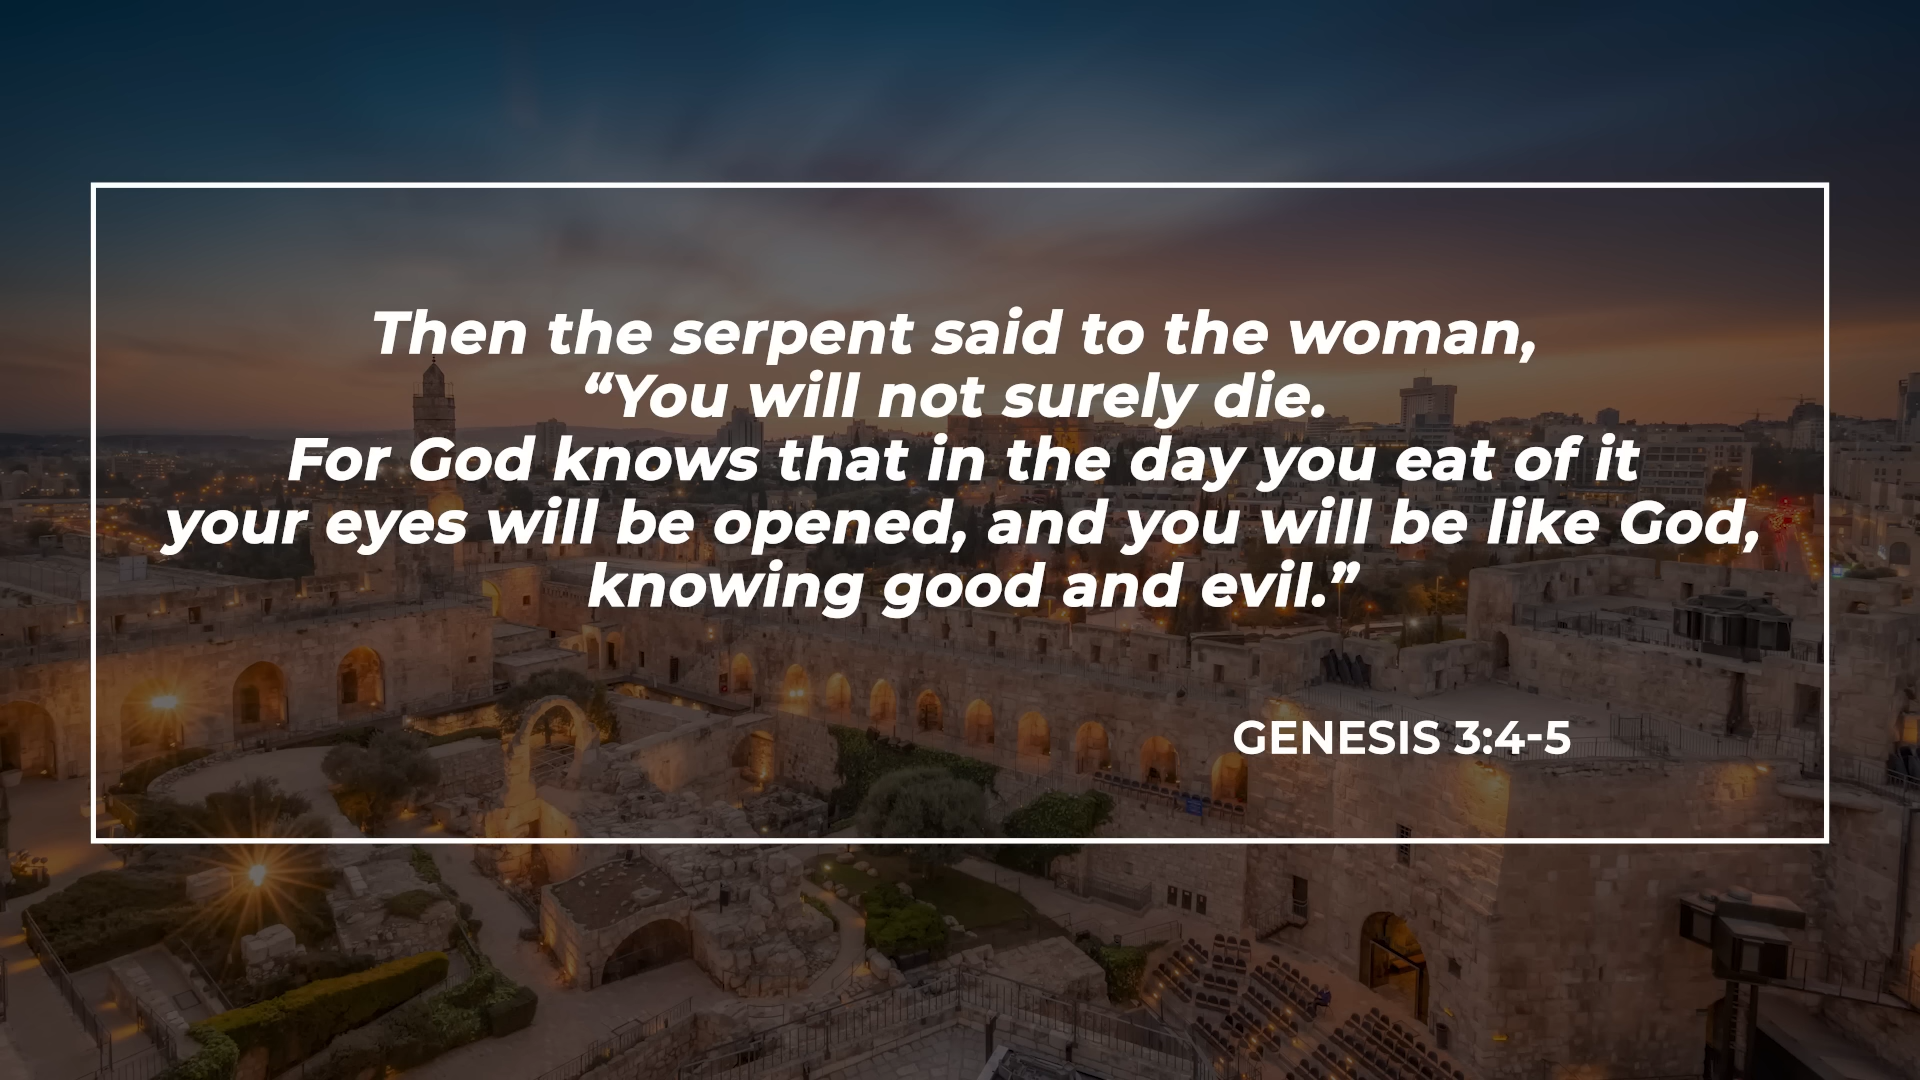 Then the serpent said to the woman,
“You will not surely die.
For God knows that in the day you eat of it
your eyes will be opened, and you will be like God,
knowing good and evil.”
GENESIS 3:4-5